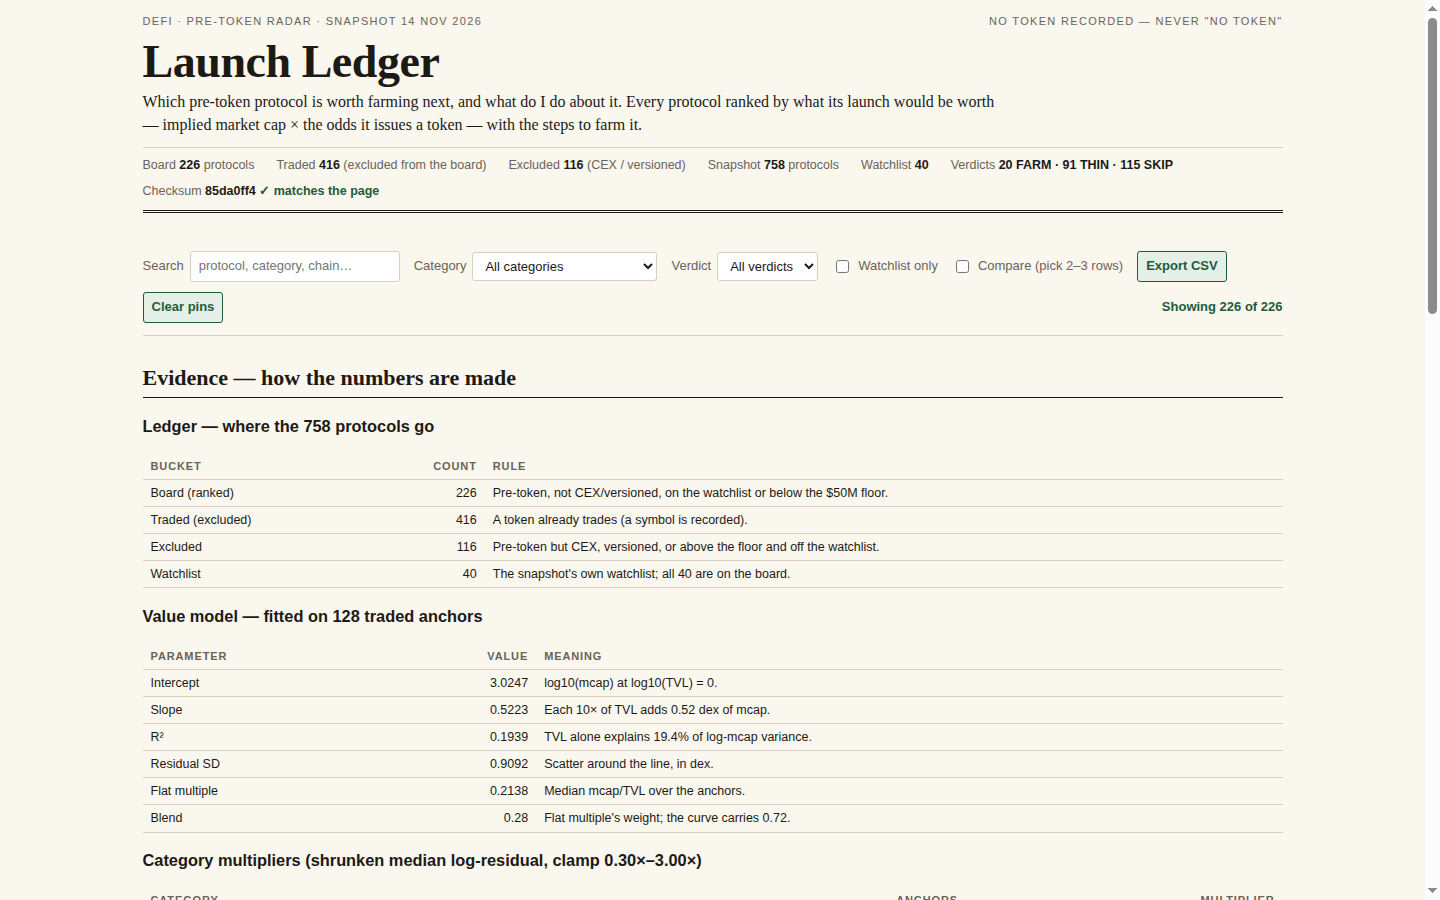 DEFI · PRE-TOKEN RADAR · SNAPSHOT 14 NOV 2026
NO TOKEN RECORDED — NEVER "NO TOKEN"
Launch Ledger
Which pre-token protocol is worth farming next, and what do I do about it. Every protocol ranked by what its launch would be worth
— implied market cap × the odds it issues a token — with the steps to farm it.
Board 226 protocols Traded 416 (excluded from the board) Excluded 116 (CEX / versioned) Snapshot 758 protocols Watchlist 40 Verdicts 20 FARM · 91 THIN · 115 SKIP
Checksum 85da0ff4 ✓ matches the page
Search protocol, category, chain… Category All categories Verdict All verdicts Watchlist only Compare (pick 2–3 rows) Export CSV
Clear pins Showing 226 of 226
Evidence — how the numbers are made
Ledger — where the 758 protocols go
BUCKET COUNT RULE
Board (ranked) 226 Pre-token, not CEX/versioned, on the watchlist or below the $50M floor.
Traded (excluded) 416 A token already trades (a symbol is recorded).
Excluded 116 Pre-token but CEX, versioned, or above the floor and off the watchlist.
Watchlist 40 The snapshot's own watchlist; all 40 are on the board.
Value model — fitted on 128 traded anchors
PARAMETER VALUE MEANING
Intercept 3.0247 log10(mcap) at log10(TVL) = 0.
Slope 0.5223 Each 10× of TVL adds 0.52 dex of mcap.
R² 0.1939 TVL alone explains 19.4% of log-mcap variance.
Residual SD 0.9092 Scatter around the line, in dex.
Flat multiple 0.2138 Median mcap/TVL over the anchors.
Blend 0.28 Flat multiple's weight; the curve carries 0.72.
Category multipliers (shrunken median log-residual, clamp 0.30×–3.00×)
CATEGORY ANCHORS MULTIPLIER